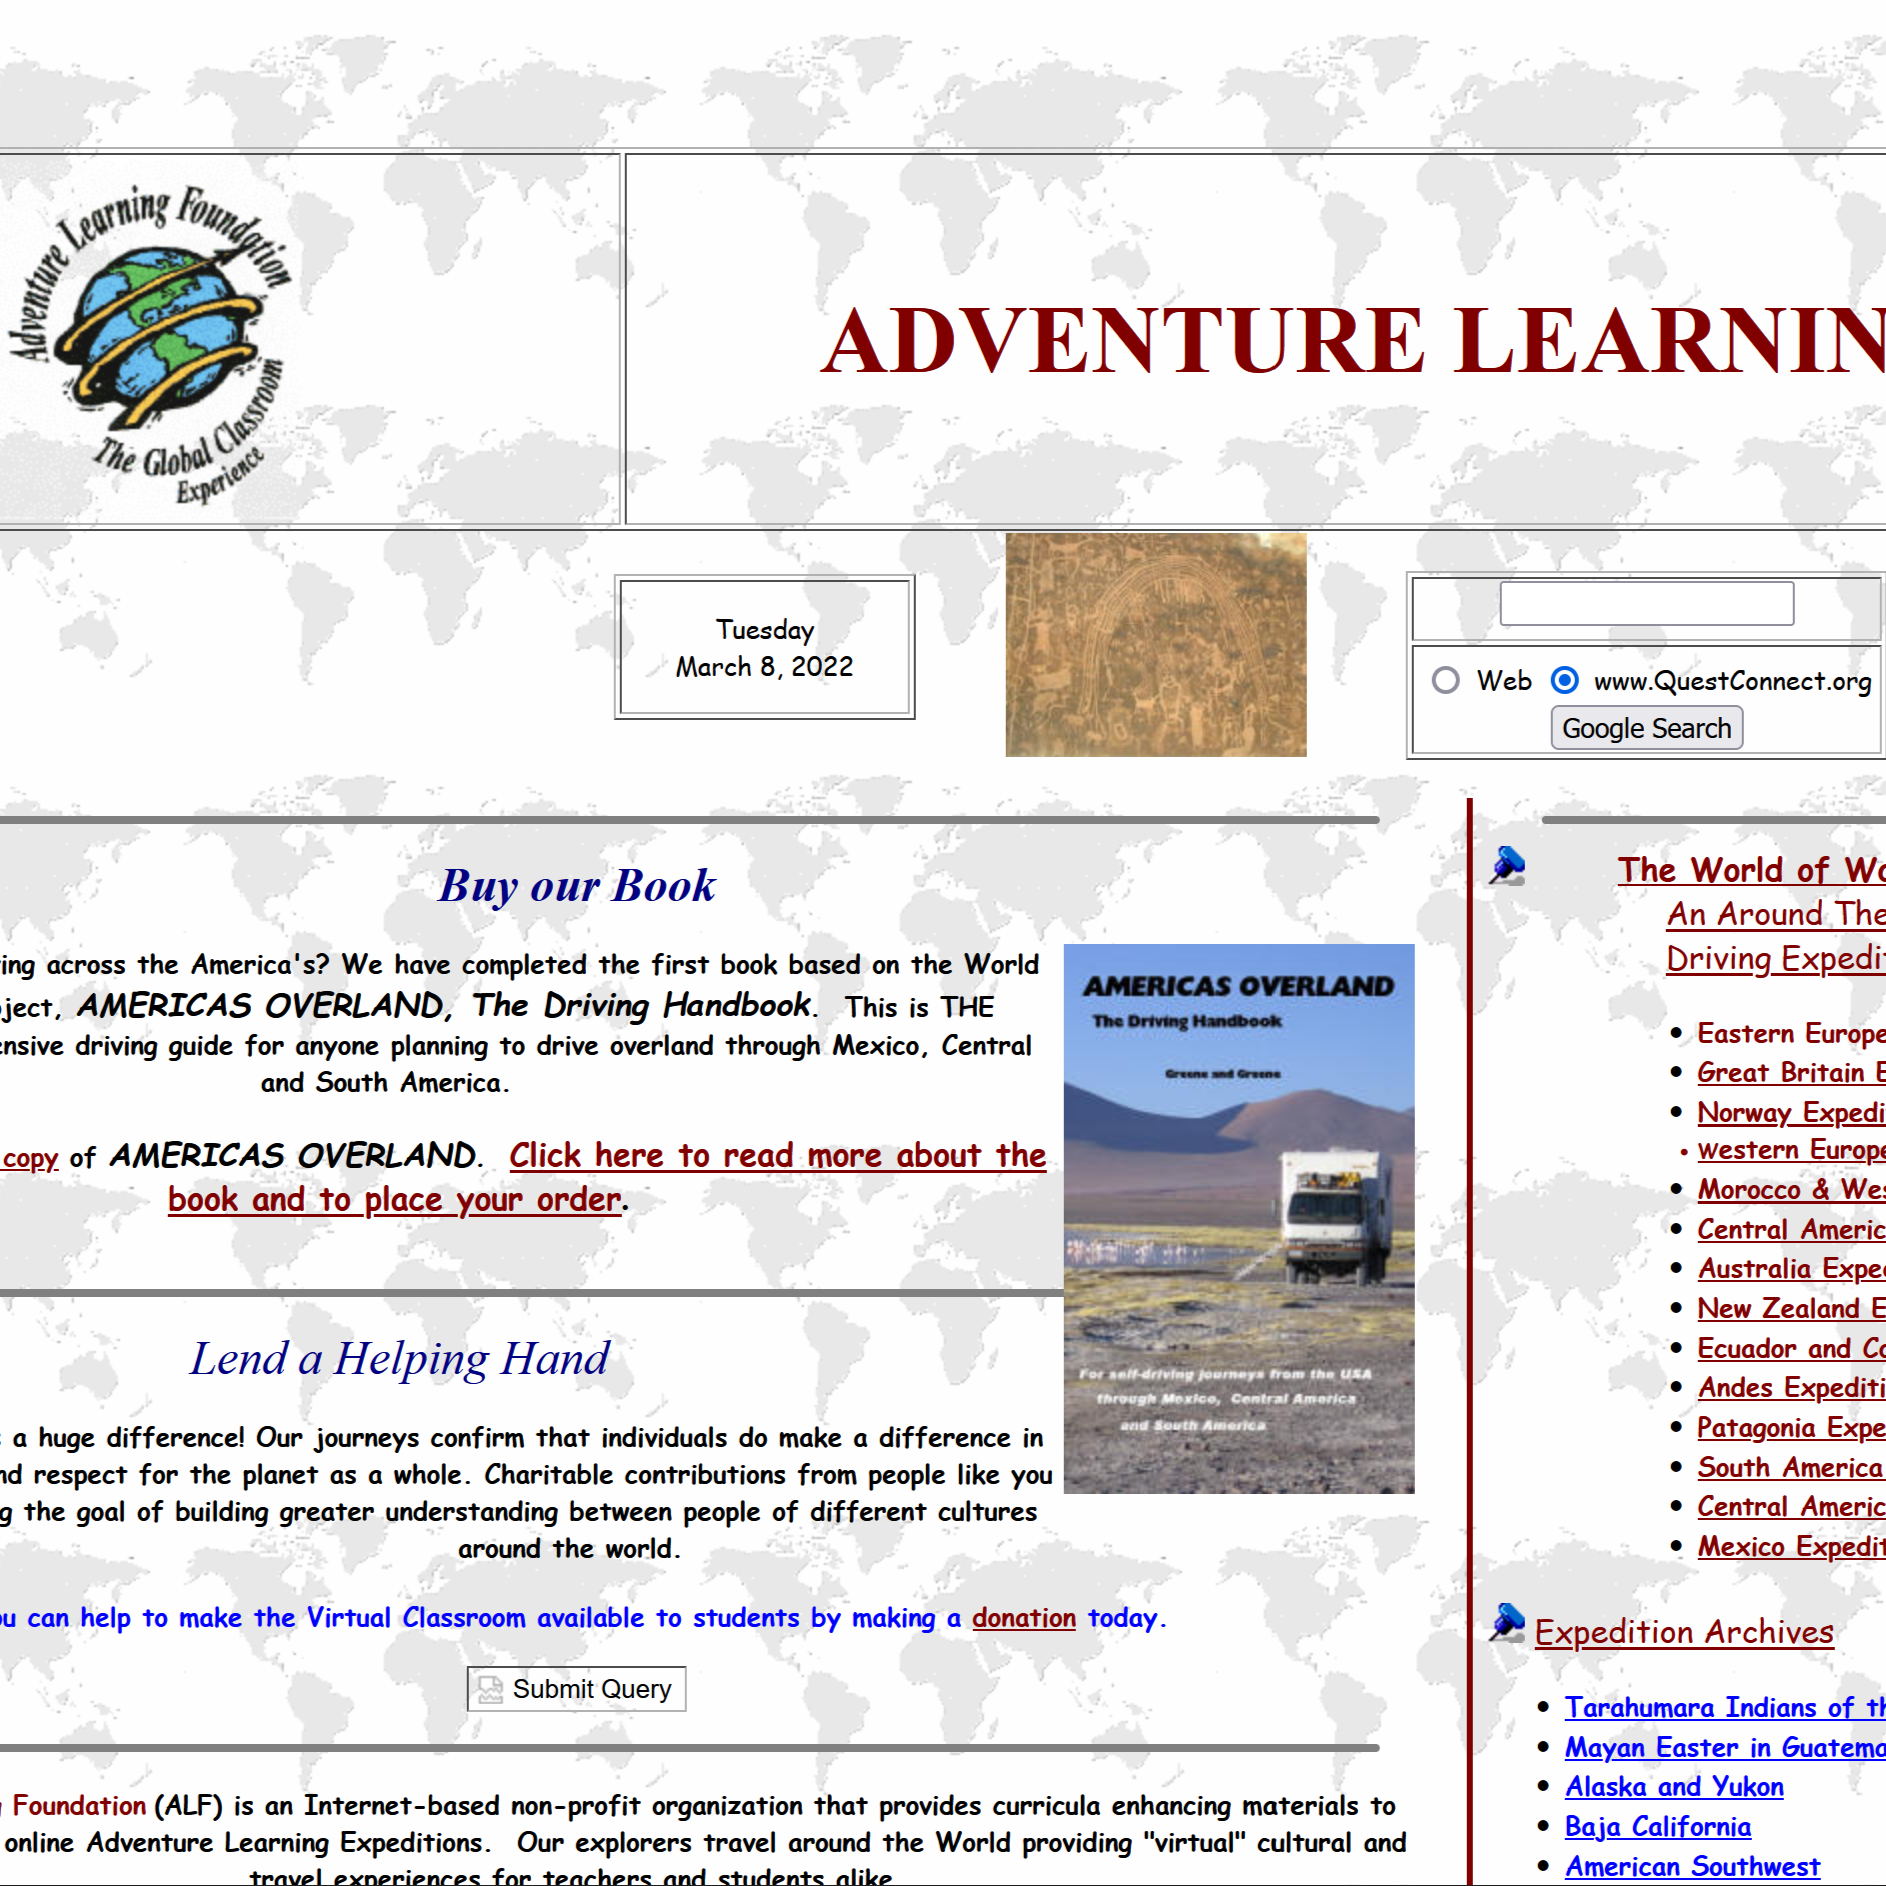 Adventure Learning Foundation
The Global Classroom
Experience
ADVENTURE LEARNIN
Tuesday
March 8, 2022
Web www.QuestConnect.org
Google Search
Buy our Book
ing across the America's? We have completed the first book based on the World
ject, AMERICAS OVERLAND, The Driving Handbook. This is THE
ensive driving guide for anyone planning to drive overland through Mexico, Central
and South America.
copy of AMERICAS OVERLAND. Click here to read more about the
book and to place your order.
AMERICAS OVERLAND
The Driving Handbook
Greene and Greene
For self-driving journeys from the USA
through Mexico, Central America
and South America
Lend a Helping Hand
s a huge difference! Our journeys confirm that individuals do make a difference in
nd respect for the planet as a whole. Charitable contributions from people like you
g the goal of building greater understanding between people of different cultures
around the world.
ou can help to make the Virtual Classroom available to students by making a donation today.
Submit Query
g Foundation (ALF) is an Internet-based non-profit organization that provides curricula enhancing materials to
online Adventure Learning Expeditions. Our explorers travel around the World providing "virtual" cultural and
travel experiences for teachers and students alike.
The World of Wo
An Around The
Driving Expedit
• Eastern Europe
• Great Britain E
• Norway Expedi
• western Europe
• Morocco & Wes
• Central Americ
• Australia Exped
• New Zealand E
• Ecuador and Co
• Andes Expediti
• Patagonia Expe
• South America
• Central Americ
• Mexico Expedit
Expedition Archives
• Tarahumara Indians of th
• Mayan Easter in Guatema
• Alaska and Yukon
• Baja California
• American Southwest